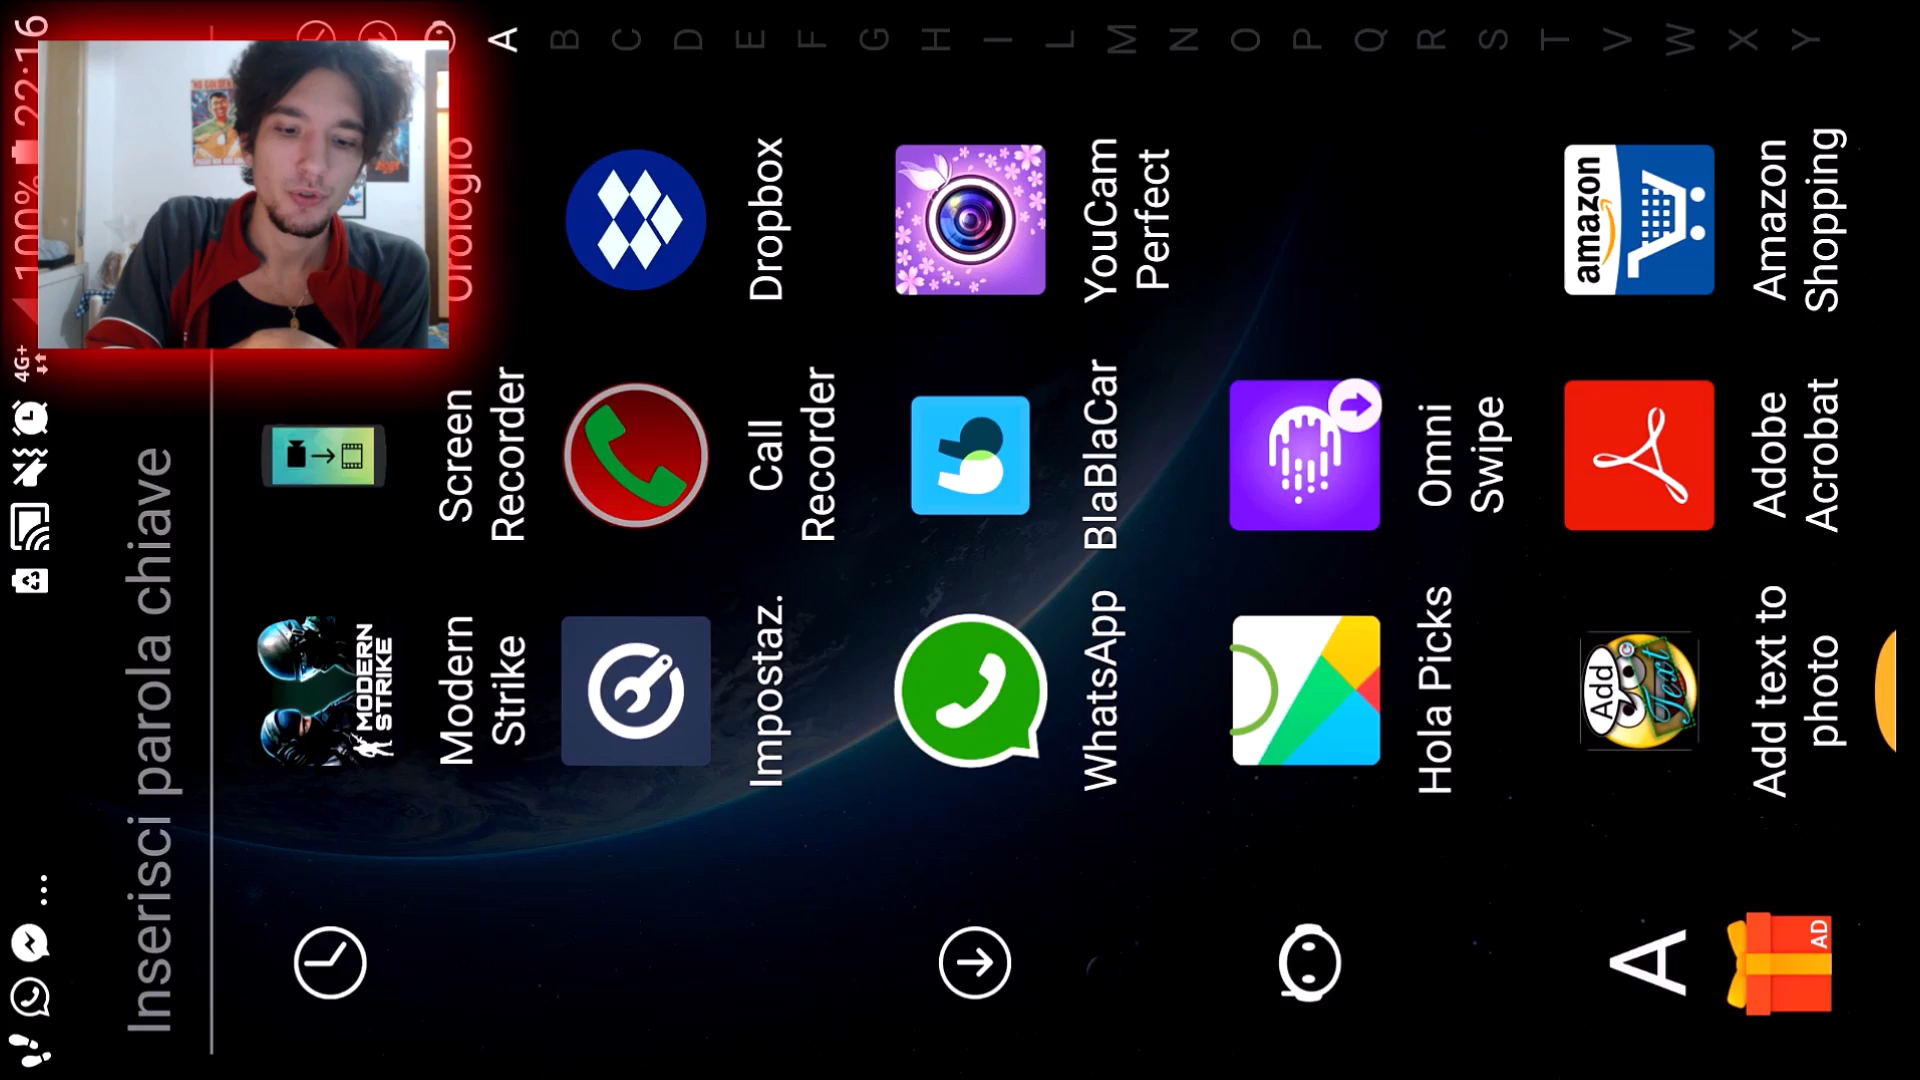 4G+ 100% 22:16
Inserisci parola chiave
MODERN
STRIKE
Modern
Strike
Screen
Recorder
Orologio
Impostaz.
Call
Recorder
Dropbox
WhatsApp
BlaBlaCar
YouCam
Perfect
Hola Picks
Omni
Swipe
A
Add
Text
Add text to
photo
Adobe
Acrobat
amazon
Amazon
Shopping
AD
A
B
C
D
E
F
G
H
I
L
M
N
O
P
Q
R
S
T
V
W
X
Y